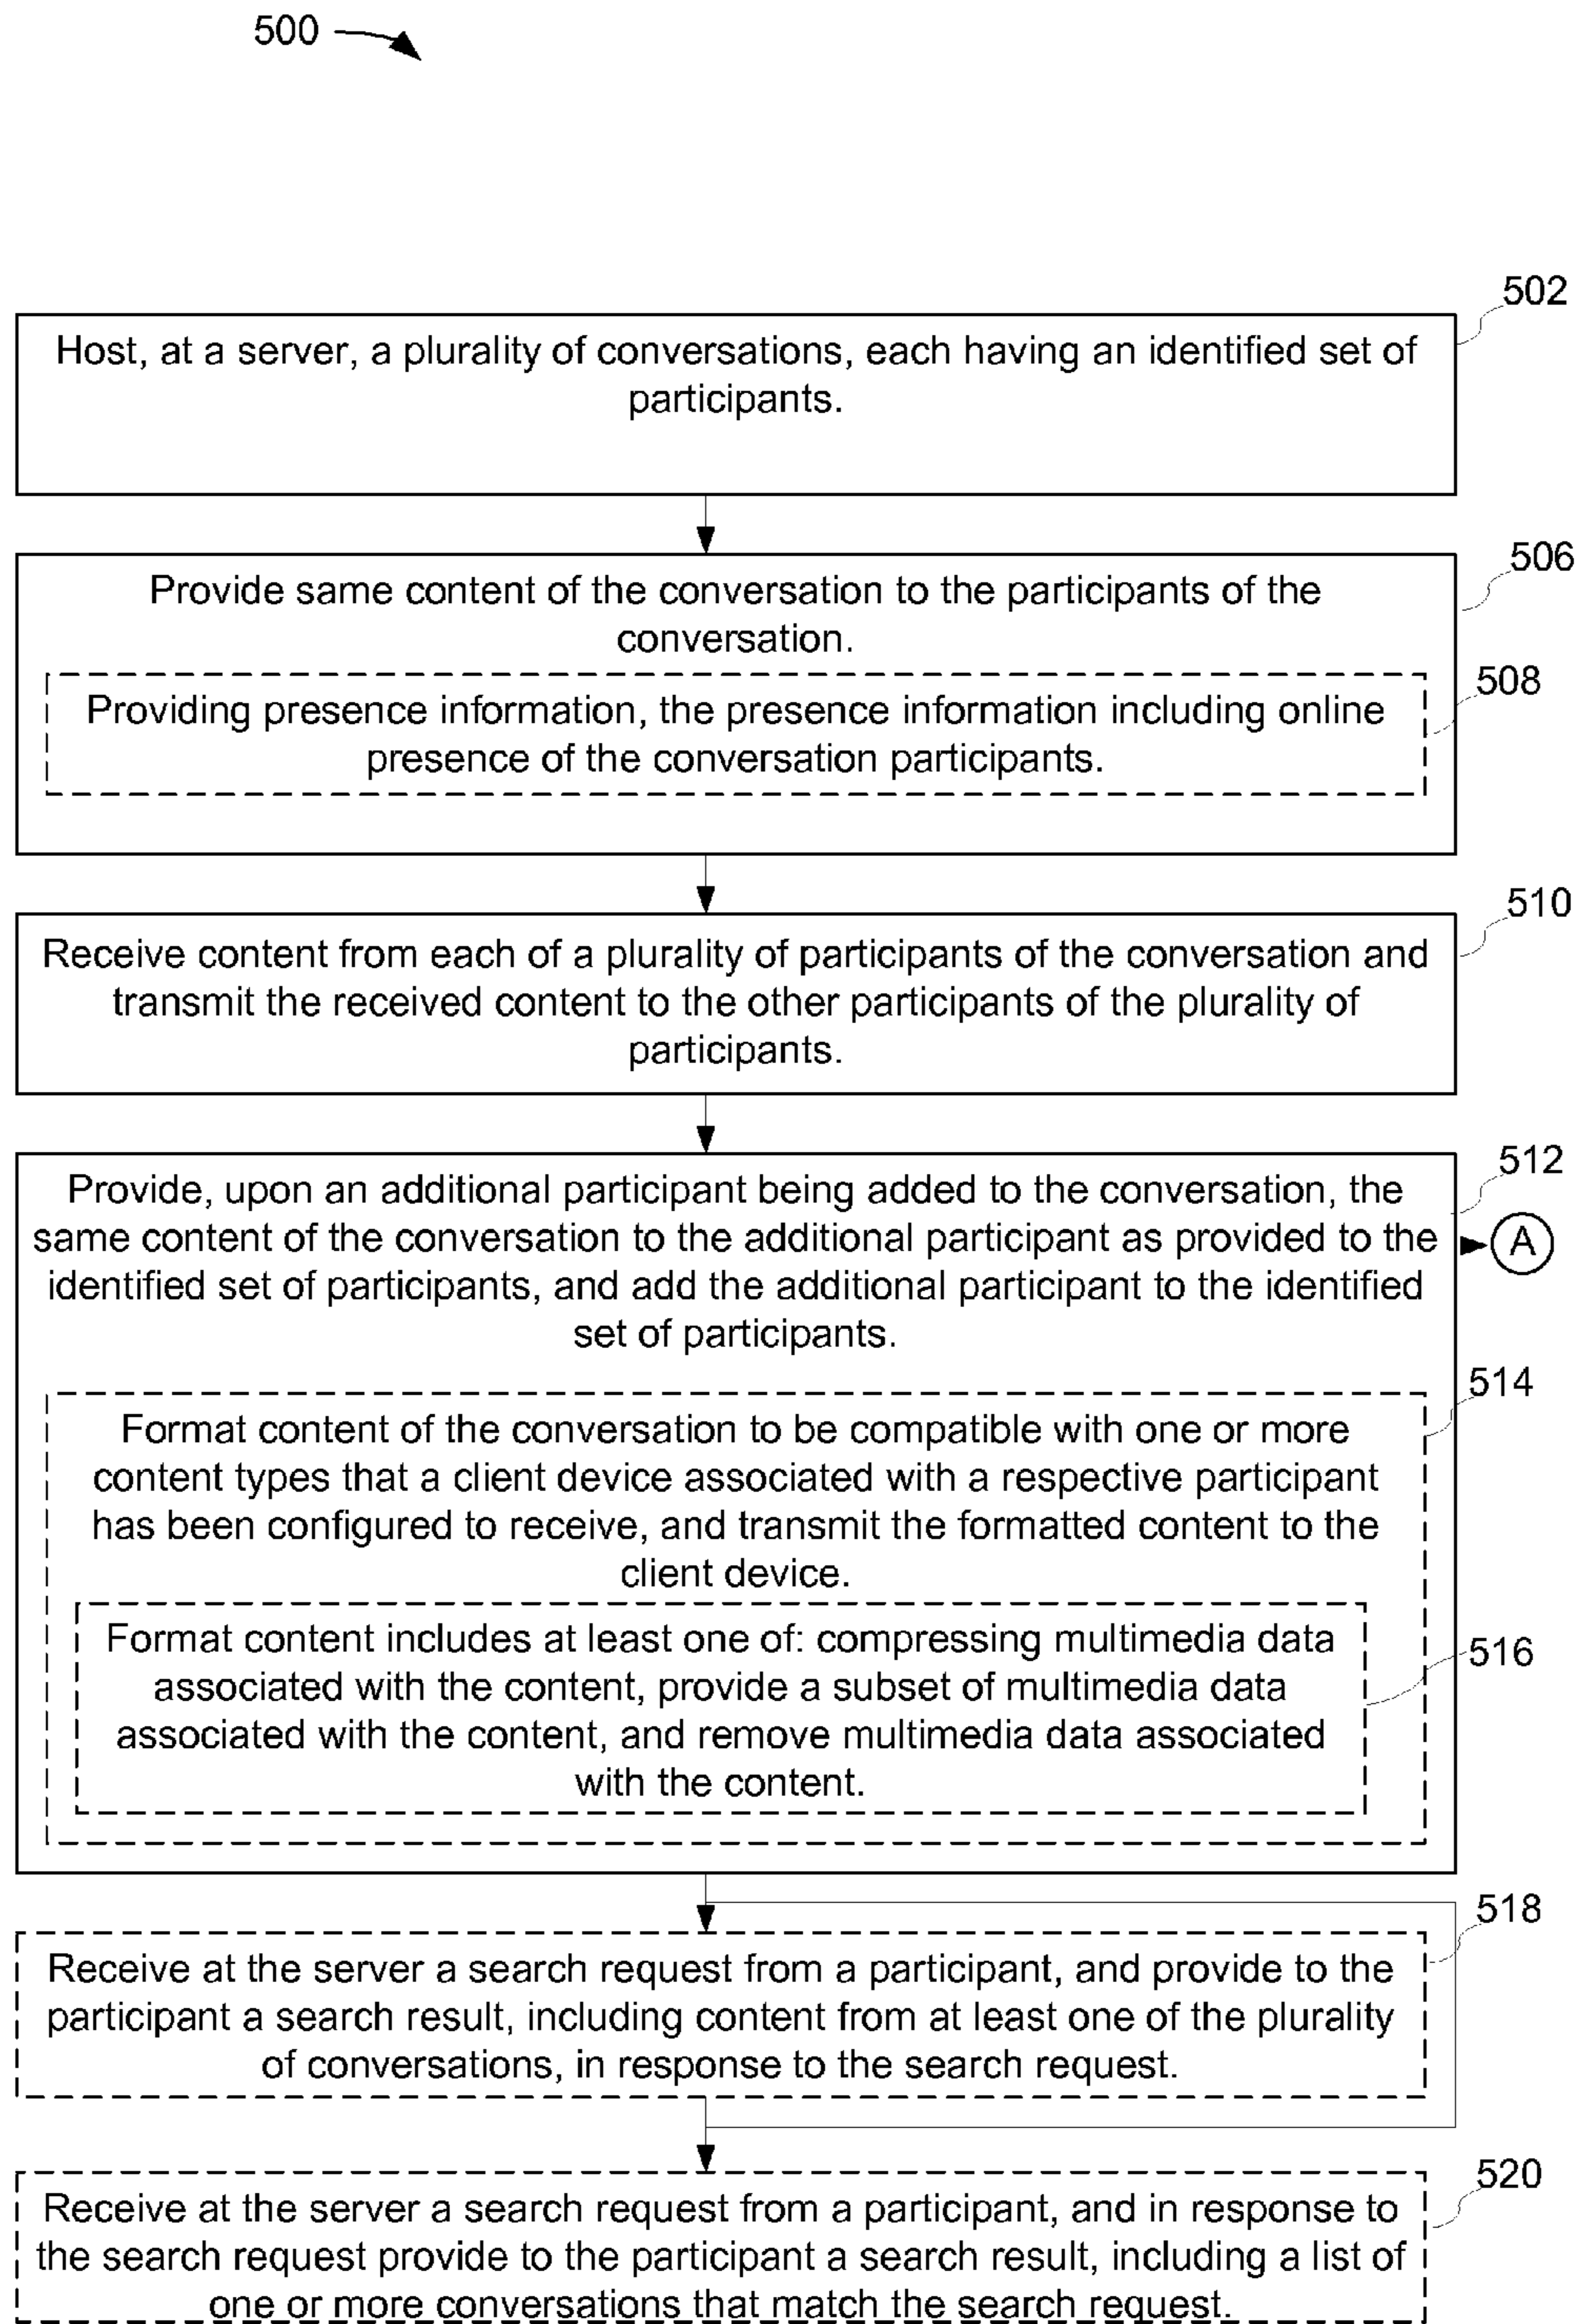 500
502
Host, at a server, a plurality of conversations, each having an identified set of
participants.
506
Provide same content of the conversation to the participants of the
conversation.
508
Providing presence information, the presence information including online
presence of the conversation participants.
510
Receive content from each of a plurality of participants of the conversation and
transmit the received content to the other participants of the plurality of
participants.
512
Provide, upon an additional participant being added to the conversation, the
same content of the conversation to the additional participant as provided to the
A
identified set of participants, and add the additional participant to the identified
set of participants.
514
Format content of the conversation to be compatible with one or more
content types that a client device associated with a respective participant
has been configured to receive, and transmit the formatted content to the
client device.
516
Format content includes at least one of: compressing multimedia data
associated with the content, provide a subset of multimedia data
associated with the content, and remove multimedia data associated
with the content.
518
Receive at the server a search request from a participant, and provide to the
participant a search result, including content from at least one of the plurality
of conversations, in response to the search request.
520
Receive at the server a search request from a participant, and in response to
the search request provide to the participant a search result, including a list of
one or more conversations that match the search request.